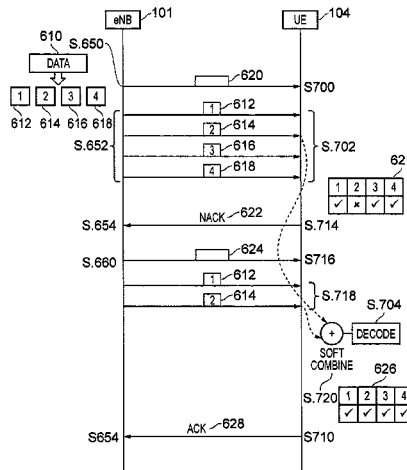 eNB 101
UE 104
610
S.650
DATA
620
S700
1 2 3 4
612 614 616 618
1 612
2 614
3 616
4 618
S.652
S.702
62
1 2 3 4
✓ × ✓ ✓
S.654
NACK 622
S.714
S.660
624
S716
1 612
2 614
S.718
S.704
+
DECODE
SOFT
COMBINE
626
S.720
1 2 3 4
✓ ✓ ✓ ✓
S654
ACK 628
S710